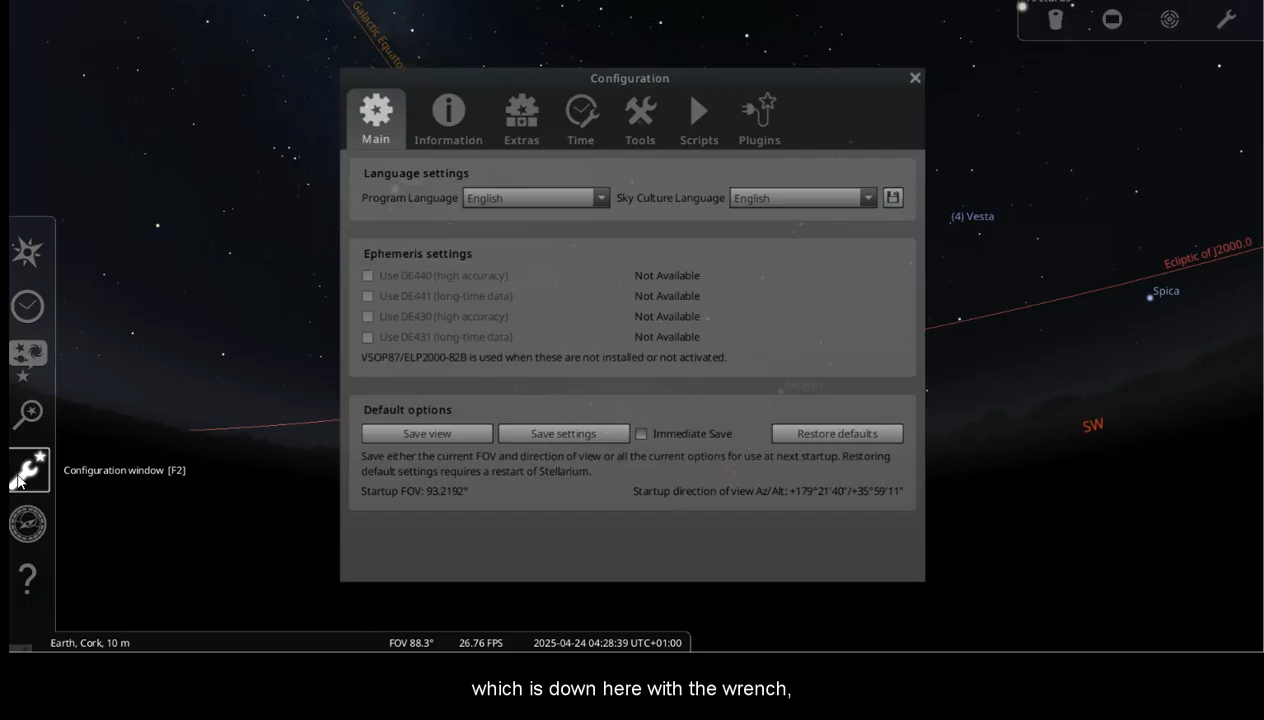 Arcturus
Galactic Equato
Configuration
Main
Information
Extras
Time
Tools
Scripts
Plugins
Language settings
Program Language English Sky Culture Language English
(4) Vesta
Ecliptic of J2000.0
Spica
Ephemeris settings
Use DE440 (high accuracy) Not Available
Use DE441 (long-time data) Not Available
Use DE430 (high accuracy) Not Available
Use DE431 (long-time data) Not Available
VSOP87/ELP2000-82B is used when these are not installed or not activated.
Default options
Save view Save settings Immediate Save Restore defaults
SW
Save either the current FOV and direction of view or all the current options for use at next startup. Restoring
default settings requires a restart of Stellarium.
Configuration window [F2]
Startup FOV: 93.2192° Startup direction of view Az/Alt: +179°21'40"/+35°59'11"
Earth, Cork, 10 m FOV 88.3° 26.76 FPS 2025-04-24 04:28:39 UTC+01:00
which is down here with the wrench,